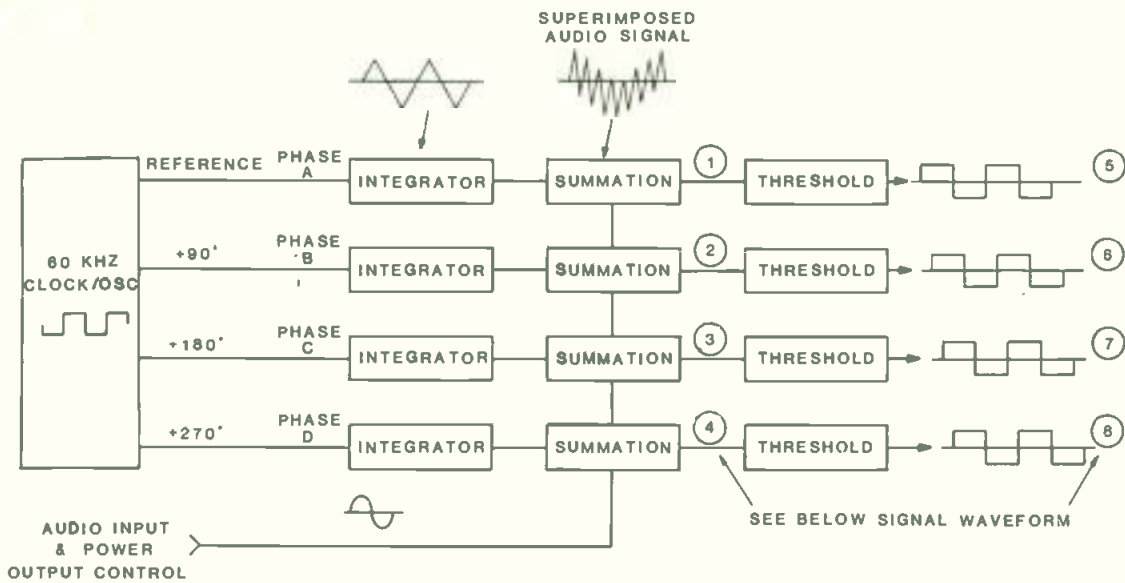 SUPERIMPOSED
AUDIO SIGNAL
REFERENCE
PHASE
A
INTEGRATOR
SUMMATION
1
THRESHOLD
5
60 KHZ
CLOCK/OSC
+90°
PHASE
B
INTEGRATOR
SUMMATION
2
THRESHOLD
6
+180°
PHASE
C
INTEGRATOR
SUMMATION
3
THRESHOLD
7
+270°
PHASE
D
INTEGRATOR
SUMMATION
4
THRESHOLD
8
SEE BELOW SIGNAL WAVEFORM
AUDIO INPUT
& POWER
OUTPUT CONTROL